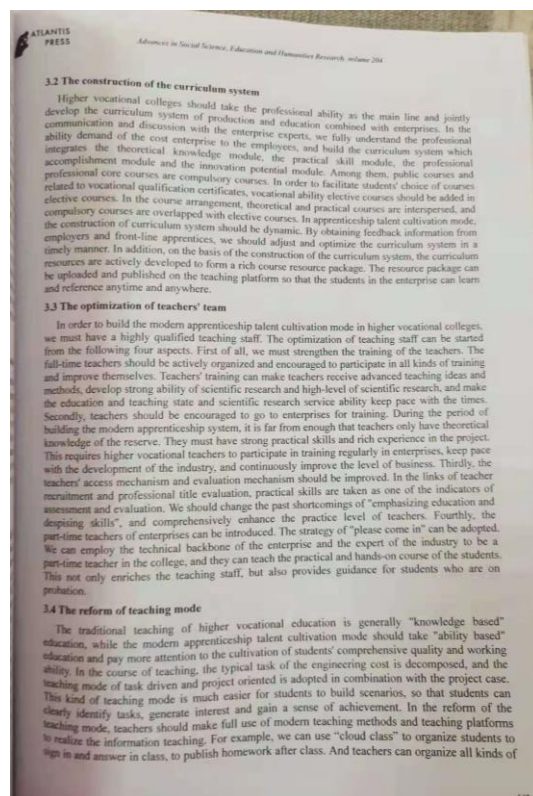 ATLANTIS
PRESS
Advances in Social Science, Education and Humanities Research, volume 204
3.2 The construction of the curriculum system
Higher vocational colleges should take the professional ability as the main line and jointly
develop the curriculum system of production and education combined with enterprises. In the
communication and discussion with the enterprise experts, we fully understand the professional
ability demand of the cost enterprise to the employees, and build the curriculum system which
integrates the theoretical knowledge module, the practical skill module, the professional
accomplishment module and the innovation potential module. Among them, public courses and
professional core courses are compulsory courses. In order to facilitate students' choice of courses
related to vocational qualification certificates, vocational ability elective courses should be added in
elective courses. In the course arrangement, theoretical and practical courses are interspersed, and
compulsory courses are overlapped with elective courses. In apprenticeship talent cultivation mode,
the construction of curriculum system should be dynamic. By obtaining feedback information from
employers and front-line apprentices, we should adjust and optimize the curriculum system in a
timely manner. In addition, on the basis of the construction of the curriculum system, the curriculum
resources are actively developed to form a rich course resource package. The resource package can
be uploaded and published on the teaching platform so that the students in the enterprise can learn
and reference anytime and anywhere.
3.3 The optimization of teachers' team
In order to build the modern apprenticeship talent cultivation mode in higher vocational colleges,
we must have a highly qualified teaching staff. The optimization of teaching staff can be started
from the following four aspects. First of all, we must strengthen the training of the teachers. The
full-time teachers should be actively organized and encouraged to participate in all kinds of training
and improve themselves. Teachers' training can make teachers receive advanced teaching ideas and
methods, develop strong ability of scientific research and high-level of scientific research, and make
the education and teaching state and scientific research service ability keep pace with the times.
Secondly, teachers should be encouraged to go to enterprises for training. During the period of
building the modern apprenticeship system, it is far from enough that teachers only have theoretical
knowledge of the reserve. They must have strong practical skills and rich experience in the project.
This requires higher vocational teachers to participate in training regularly in enterprises, keep pace
with the development of the industry, and continuously improve the level of business. Thirdly, the
teachers' access mechanism and evaluation mechanism should be improved. In the links of teacher
recruitment and professional title evaluation, practical skills are taken as one of the indicators of
assessment and evaluation. We should change the past shortcomings of "emphasizing education and
despising skills", and comprehensively enhance the practice level of teachers. Fourthly, the
part-time teachers of enterprises can be introduced. The strategy of "please come in" can be adopted.
We can employ the technical backbone of the enterprise and the expert of the industry to be a
part-time teacher in the college, and they can teach the practical and hands-on course of the students.
This not only enriches the teaching staff, but also provides guidance for students who are on
probation.
3.4 The reform of teaching mode
The traditional teaching of higher vocational education is generally "knowledge based"
education, while the modern apprenticeship talent cultivation mode should take "ability based"
education and pay more attention to the cultivation of students' comprehensive quality and working
ability. In the course of teaching, the typical task of the engineering cost is decomposed, and the
teaching mode of task driven and project oriented is adopted in combination with the project case.
This kind of teaching mode is much easier for students to build scenarios, so that students can
clearly identify tasks, generate interest and gain a sense of achievement. In the reform of the
teaching mode, teachers should make full use of modern teaching methods and teaching platforms
to realize the information teaching. For example, we can use "cloud class" to organize students to
sign in and answer in class, to publish homework after class. And teachers can organize all kinds of